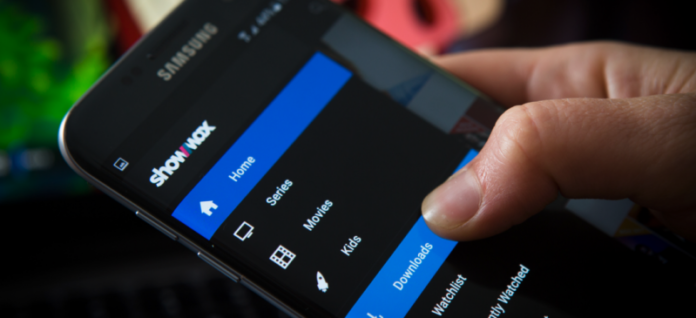 SAMSUNG
showmax
Home
Series
Movies
Kids
Downloads
Watchlist
ntly Watched